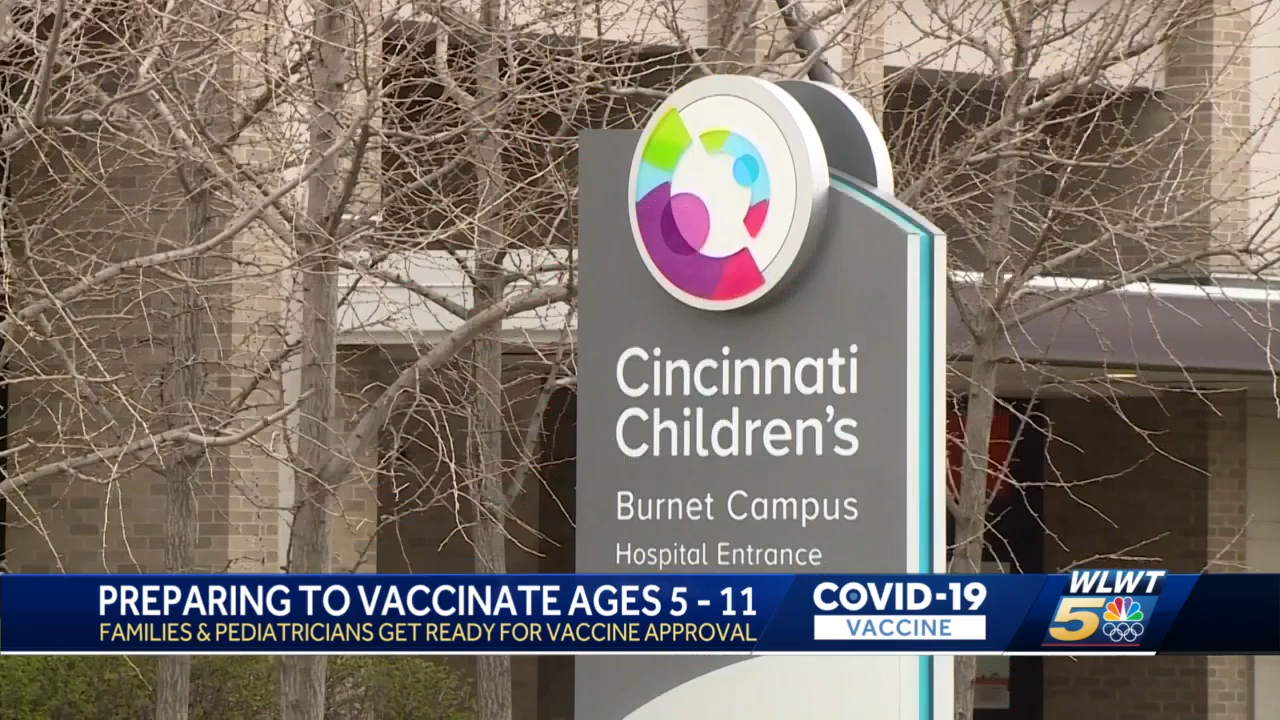 Cincinnati
Children's
Burnet Campus
Hospital Entrance
PREPARING TO VACCINATE AGES 5 - 11
FAMILIES & PEDIATRICIANS GET READY FOR VACCINE APPROVAL
COVID-19
VACCINE
WLWT
5